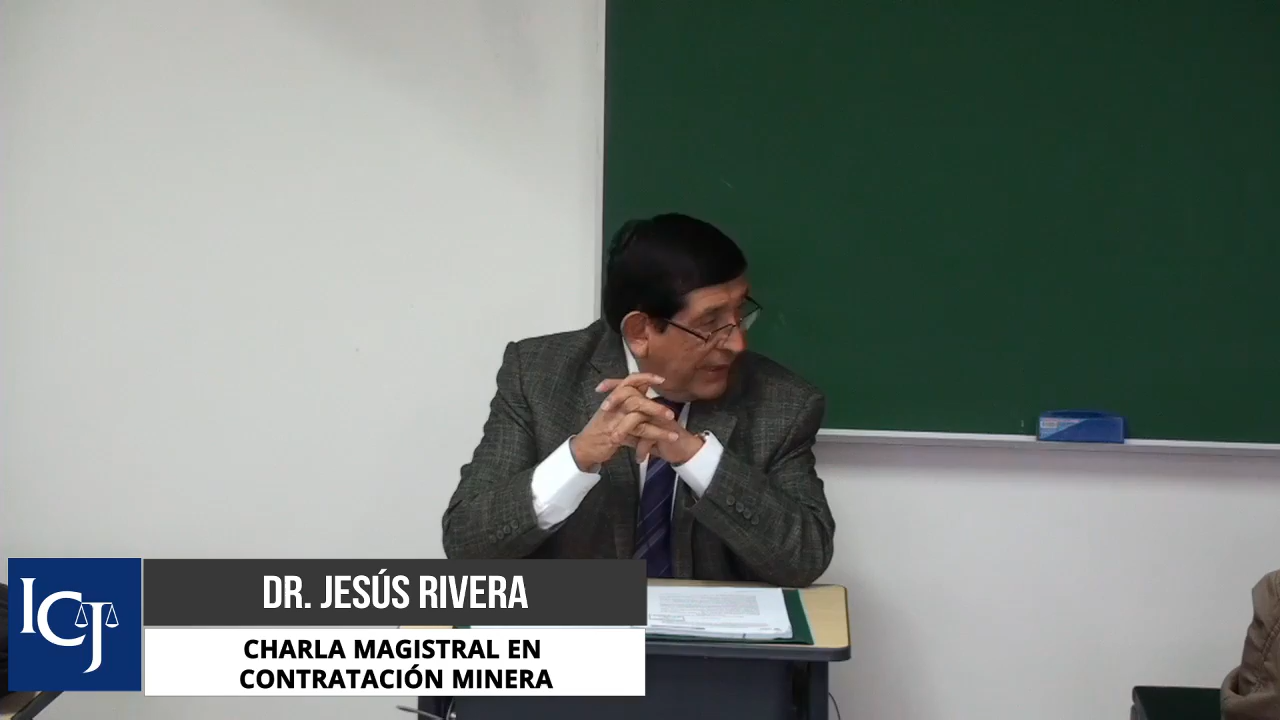 ICJ
DR. JESÚS RIVERA
CHARLA MAGISTRAL EN
CONTRATACIÓN MINERA